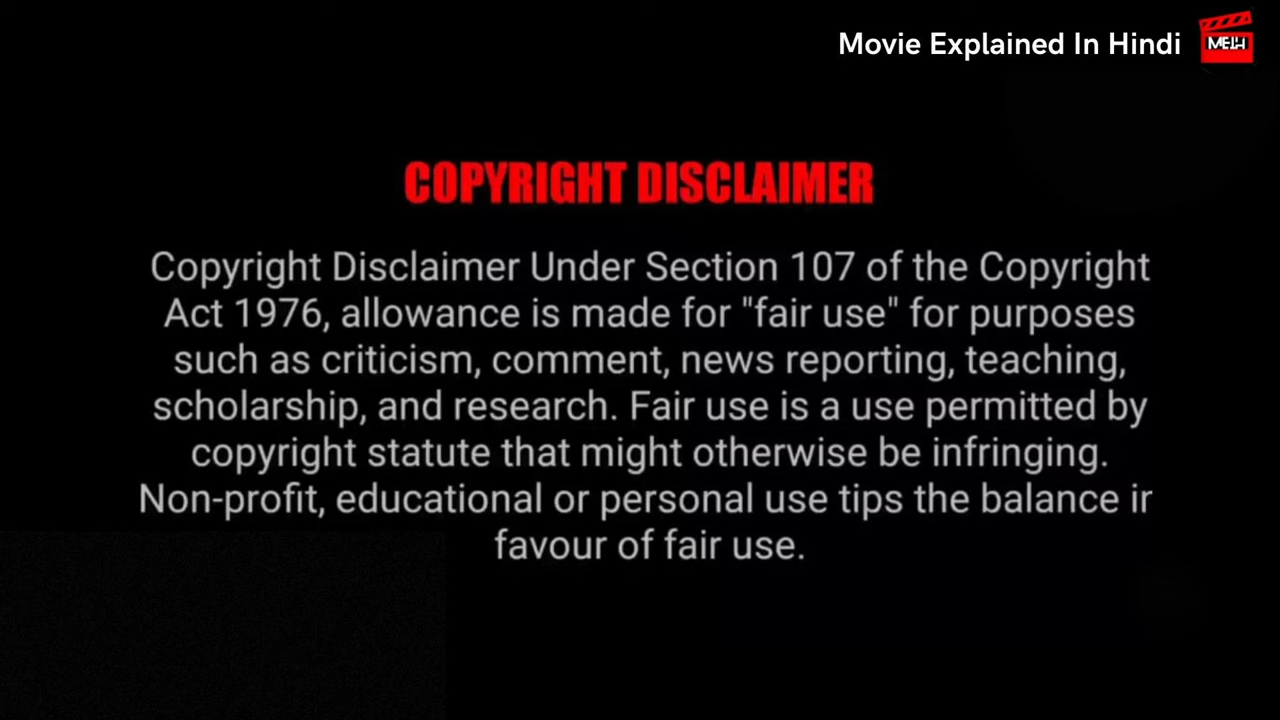 Movie Explained In Hindi
MEIH
COPYRIGHT DISCLAIMER
Copyright Disclaimer Under Section 107 of the Copyright
Act 1976, allowance is made for "fair use" for purposes
such as criticism, comment, news reporting, teaching,
scholarship, and research. Fair use is a use permitted by
copyright statute that might otherwise be infringing.
Non-profit, educational or personal use tips the balance in
favour of fair use.